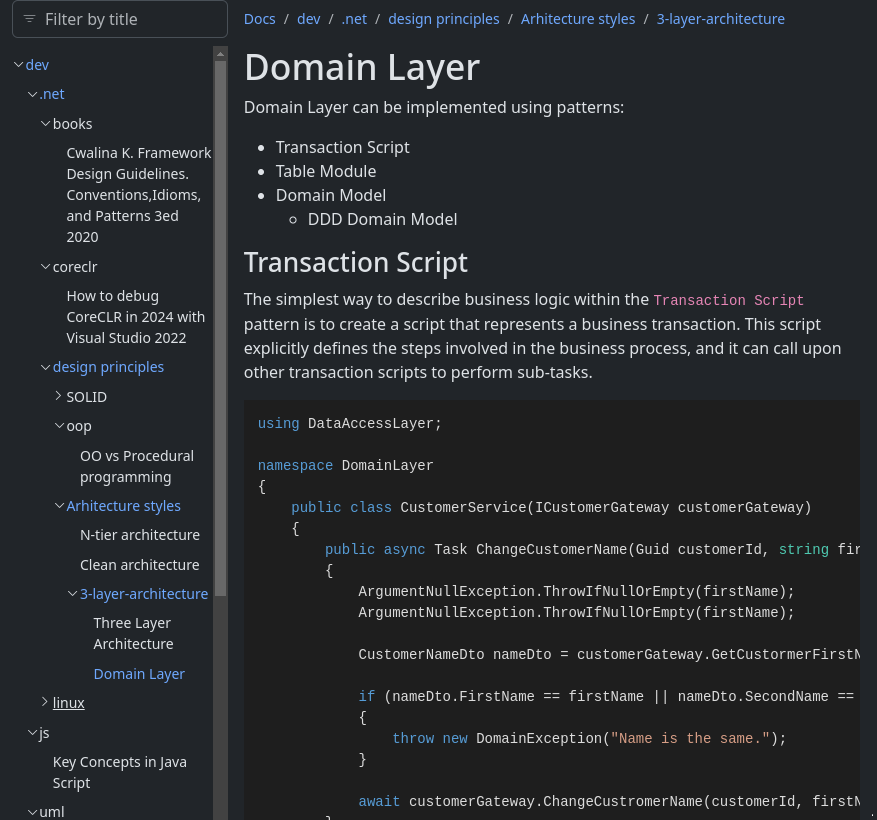 Filter by title
dev
.net
books
Cwalina K. Framework
Design Guidelines.
Conventions,Idioms,
and Patterns 3ed
2020
coreclr
How to debug
CoreCLR in 2024 with
Visual Studio 2022
design principles
SOLID
oop
OO vs Procedural
programming
Arhitecture styles
N-tier architecture
Clean architecture
3-layer-architecture
Three Layer
Architecture
Domain Layer
linux
js
Key Concepts in Java
Script
uml
Docs / dev / .net / design principles / Arhitecture styles / 3-layer-architecture
Domain Layer
Domain Layer can be implemented using patterns:
Transaction Script
Table Module
Domain Model
DDD Domain Model
Transaction Script
The simplest way to describe business logic within the Transaction Script
pattern is to create a script that represents a business transaction. This script
explicitly defines the steps involved in the business process, and it can call upon
other transaction scripts to perform sub-tasks.
using DataAccessLayer;
namespace DomainLayer
{
public class CustomerService(ICustomerGateway customerGateway)
{
public async Task ChangeCustomerName(Guid customerId, string fir
{
ArgumentNullException.ThrowIfNullOrEmpty(firstName);
ArgumentNullException.ThrowIfNullOrEmpty(firstName);
CustomerNameDto nameDto = customerGateway.GetCustormerFirstN
if (nameDto.FirstName == firstName || nameDto.SecondName ==
{
throw new DomainException("Name is the same.");
}
await customerGateway.ChangeCustromerName(customerId, firstN
}